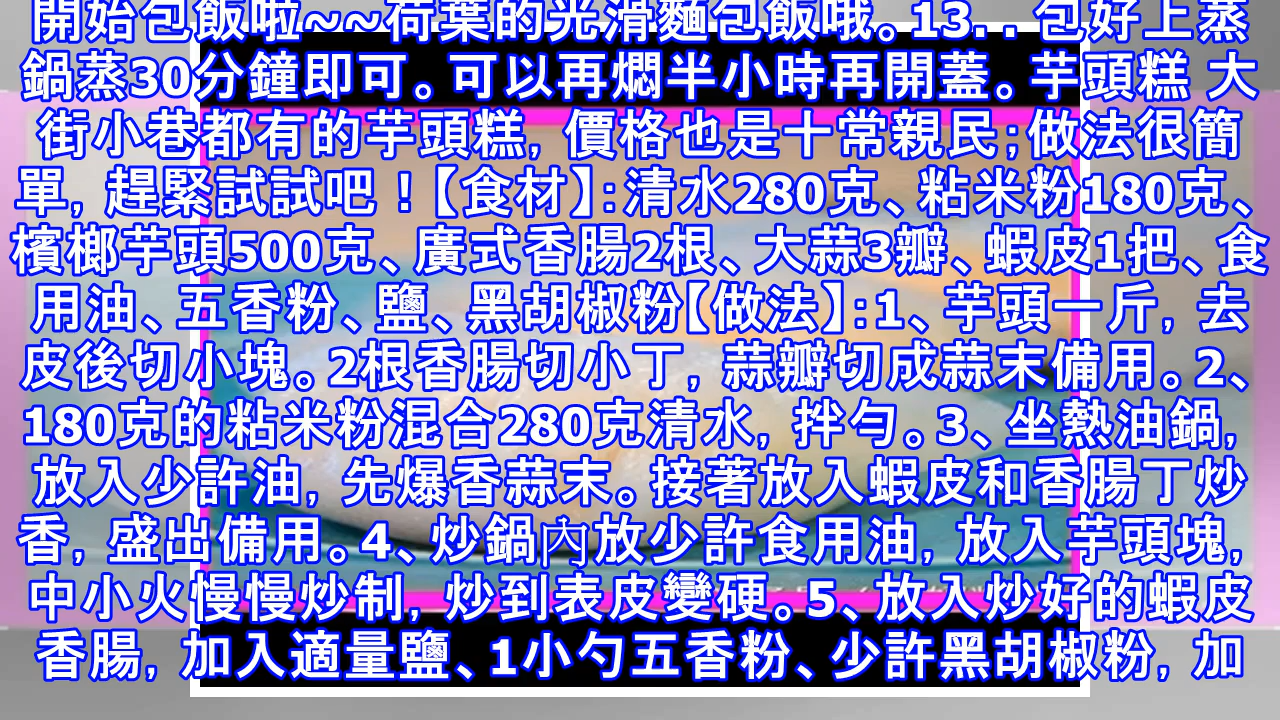 開始包飯啦~~荷葉的光滑麵包飯哦。13..包好上蒸
鍋蒸30分鐘即可。可以再燜半小時再開蓋。芋頭糕 大
街小巷都有的芋頭糕, 價格也是十常親民;做法很簡
單, 趕緊試試吧！【食材】:清水280克、粘米粉180克、
檳榔芋頭500克、廣式香腸2根、大蒜3瓣、蝦皮1把、食
用油、五香粉、鹽、黑胡椒粉【做法】:1、芋頭一斤, 去
皮後切小塊。2根香腸切小丁, 蒜瓣切成蒜末備用。2、
180克的粘米粉混合280克清水, 拌勻。3、坐熱油鍋,
放入少許油, 先爆香蒜末。接著放入蝦皮和香腸丁炒
香, 盛出備用。4、炒鍋內放少許食用油, 放入芋頭塊,
中小火慢慢炒制, 炒到表皮變硬。5、放入炒好的蝦皮
香腸, 加入適量鹽、1小勺五香粉、少許黑胡椒粉, 加